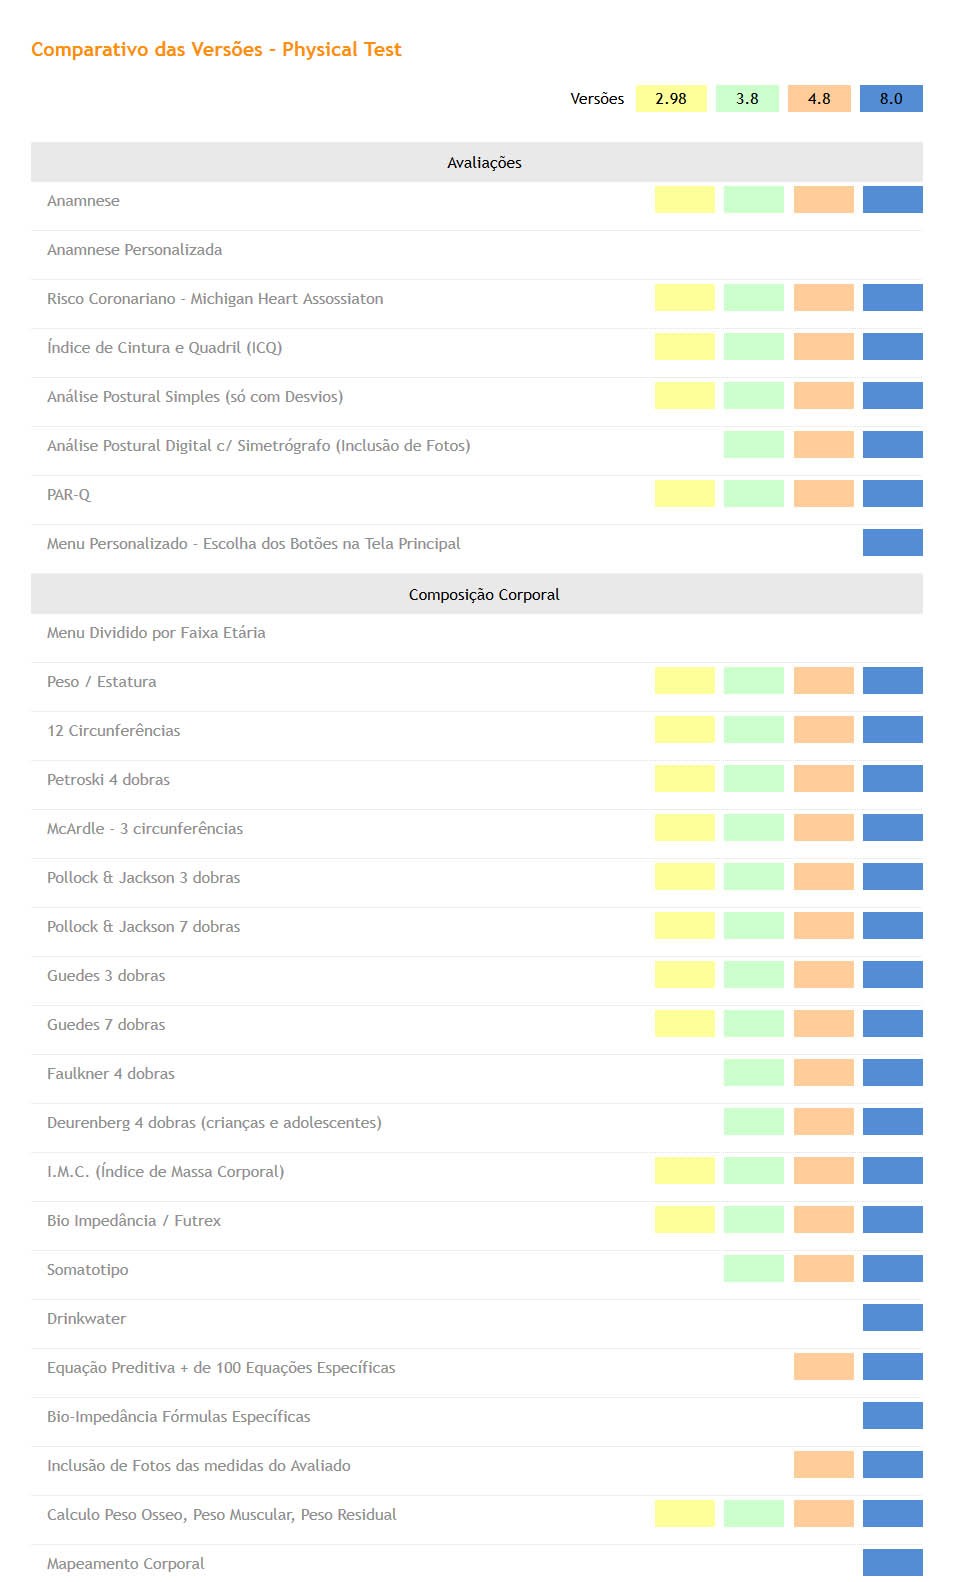 Comparativo das Versões - Physical Test
Versões 2.98 3.8 4.8 8.0
Avaliações
Anamnese
Anamnese Personalizada
Risco Coronariano - Michigan Heart Assossiaton
Índice de Cintura e Quadril (ICQ)
Análise Postural Simples (só com Desvios)
Análise Postural Digital c/ Simetrógrafo (Inclusão de Fotos)
PAR-Q
Menu Personalizado - Escolha dos Botões na Tela Principal
Composição Corporal
Menu Dividido por Faixa Etária
Peso / Estatura
12 Circunferências
Petroski 4 dobras
McArdle - 3 circunferências
Pollock & Jackson 3 dobras
Pollock & Jackson 7 dobras
Guedes 3 dobras
Guedes 7 dobras
Faulkner 4 dobras
Deurenberg 4 dobras (crianças e adolescentes)
I.M.C. (Índice de Massa Corporal)
Bio Impedância / Futrex
Somatotipo
Drinkwater
Equação Preditiva + de 100 Equações Específicas
Bio-Impedância Fórmulas Específicas
Inclusão de Fotos das medidas do Avaliado
Calculo Peso Osseo, Peso Muscular, Peso Residual
Mapeamento Corporal